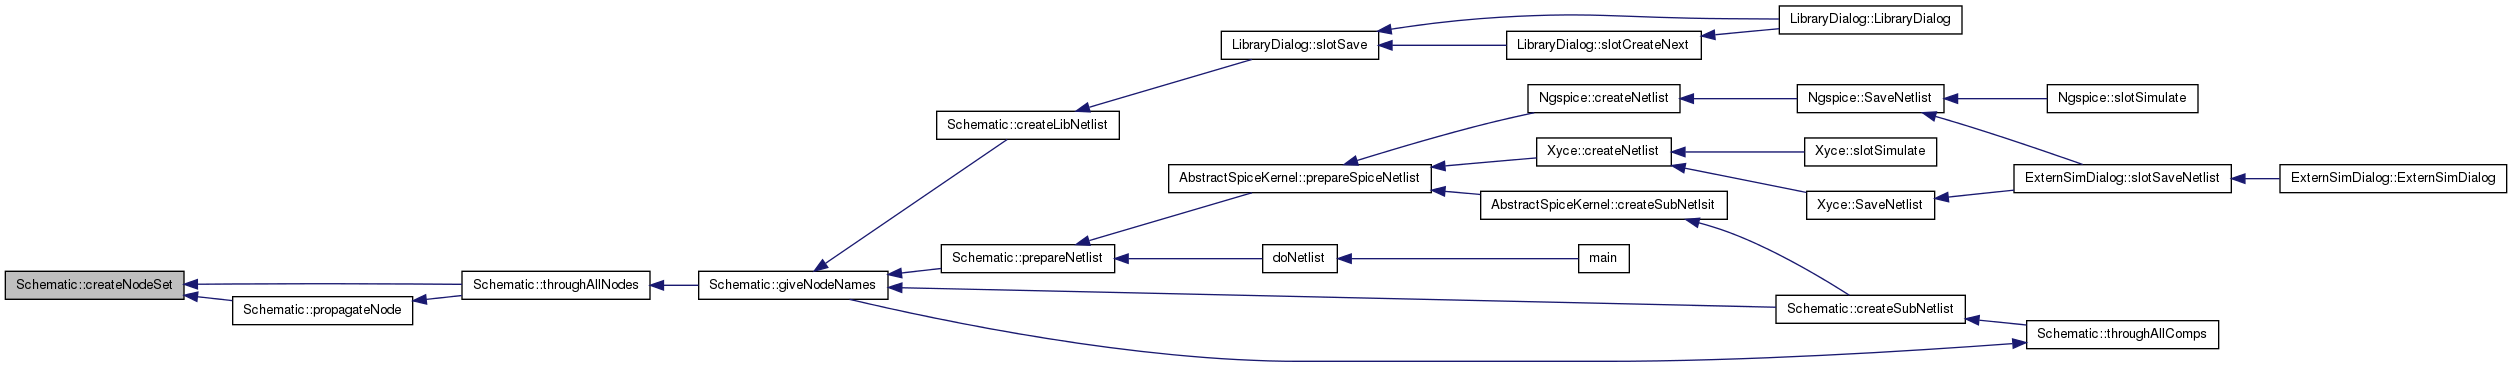 LibraryDialog::LibraryDialog
LibraryDialog::slotSave
LibraryDialog::slotCreateNext
Ngspice::createNetlist
Ngspice::SaveNetlist
Ngspice::slotSimulate
Schematic::createLibNetlist
Xyce::createNetlist
Xyce::slotSimulate
AbstractSpiceKernel::prepareSpiceNetlist
ExternSimDialog::slotSaveNetlist
ExternSimDialog::ExternSimDialog
AbstractSpiceKernel::createSubNetlsit
Xyce::SaveNetlist
Schematic::prepareNetlist
doNetlist
main
Schematic::createNodeSet
Schematic::throughAllNodes
Schematic::giveNodeNames
Schematic::propagateNode
Schematic::createSubNetlist
Schematic::throughAllComps